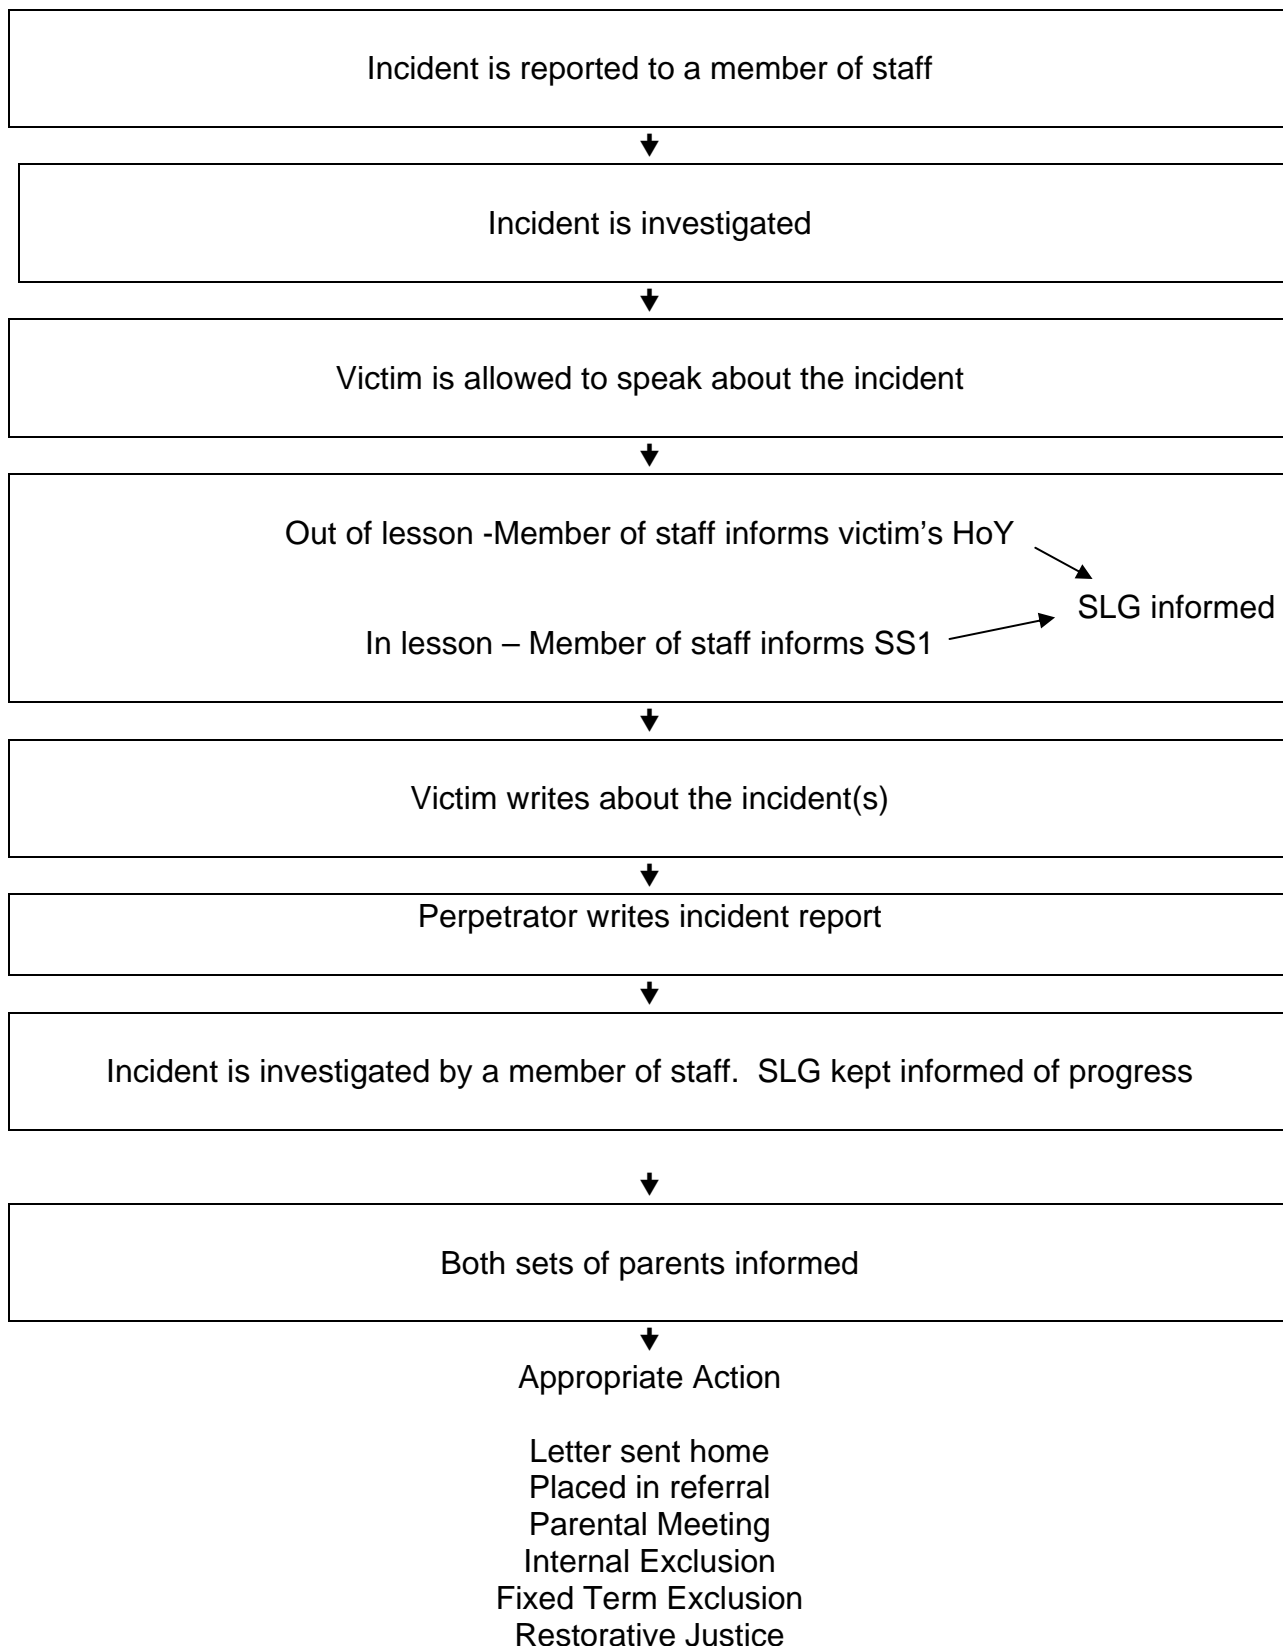 Incident is reported to a member of staff
Incident is investigated
Victim is allowed to speak about the incident
Out of lesson -Member of staff informs victim’s HoY
SLG informed
In lesson – Member of staff informs SS1
Victim writes about the incident(s)
Perpetrator writes incident report
Incident is investigated by a member of staff.  SLG kept informed of progress
Both sets of parents informed
Appropriate Action
Letter sent home
Placed in referral
Parental Meeting
Internal Exclusion
Fixed Term Exclusion
Restorative Justice